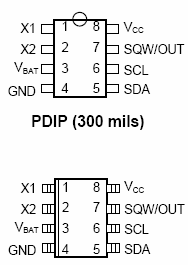 X1 1 8 VCC
X2 2 7 SQW/OUT
VBAT 3 6 SCL
GND 4 5 SDA
PDIP (300 mils)
X1 1 8 VCC
X2 2 7 SQW/OUT
VBAT 3 6 SCL
GND 4 5 SDA